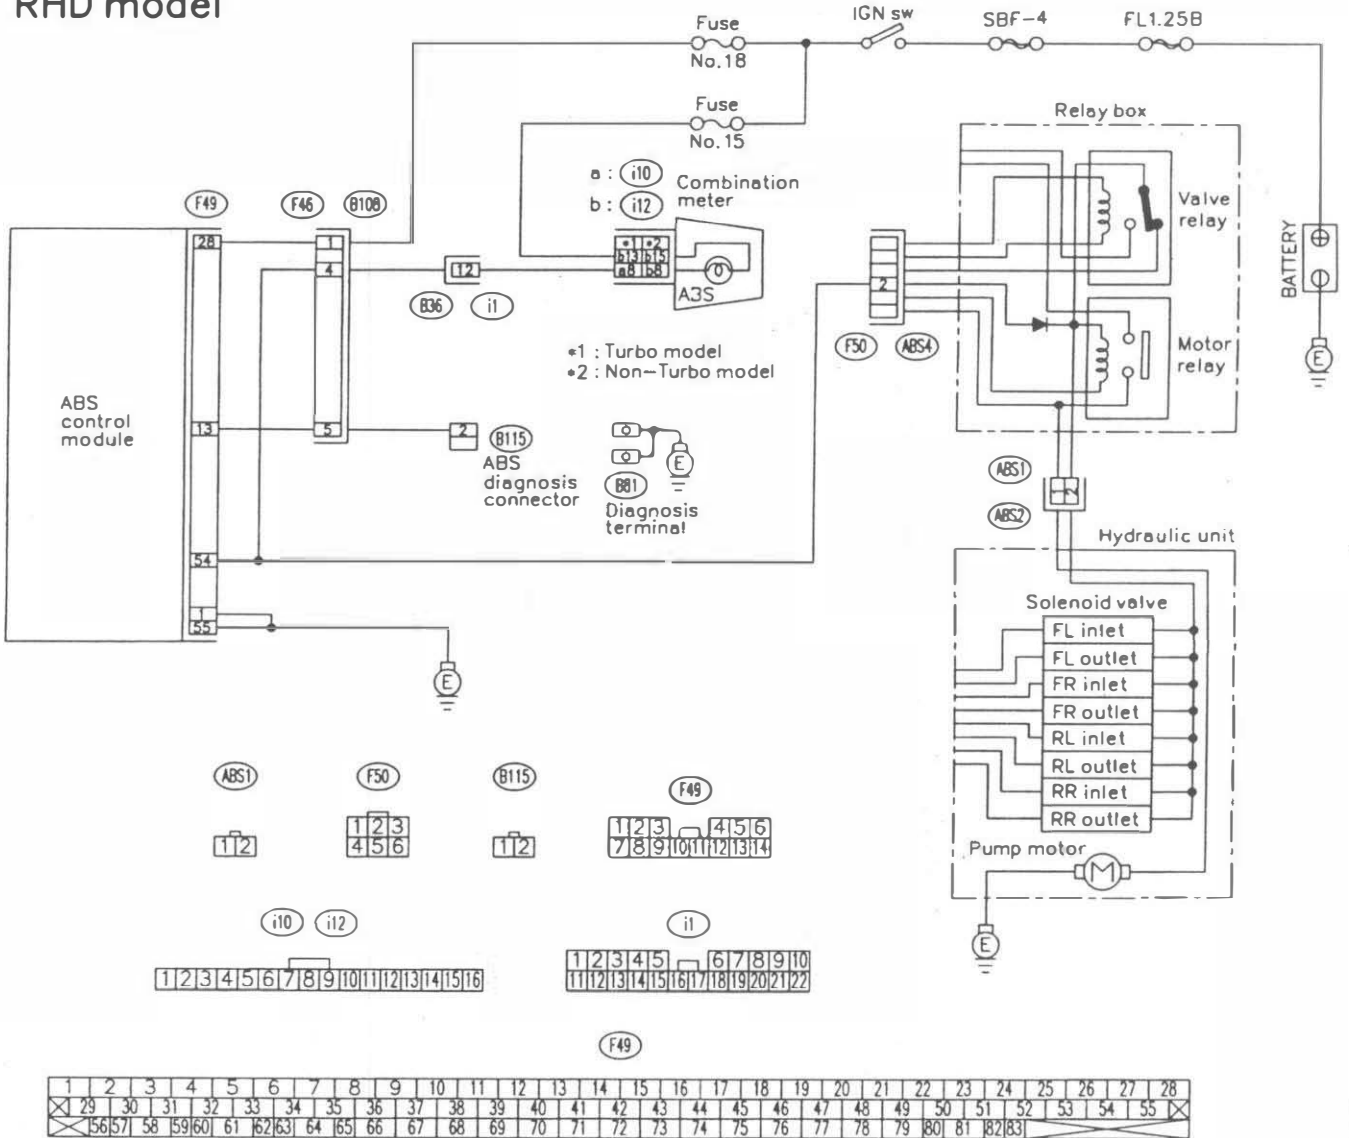 RHD model
IGN sw
SBF-4
FL1.25B
Fuse
No.18
Fuse
No.15
Relay box
a : i10
b : i12
Combination
meter
Valve
relay
F49
F46
B108
28
1
*1 *2
b13 b15
a8 b8
A3S
BATTERY
4
12
2
B36
i1
F50
ABS4
Motor
relay
E
*1 : Turbo model
*2 : Non-Turbo model
ABS
control
module
13
5
2
B115
ABS
diagnosis
connector
E
B81
Diagnosis
terminal
ABS1
1 2
ABS2
Hydraulic unit
54
1
55
E
Solenoid valve
FL inlet
FL outlet
FR inlet
FR outlet
RL inlet
RL outlet
RR inlet
RR outlet
Pump motor
M
E
ABS1
F50
B115
F49
1 2
1 2 3
4 5 6
1 2
1 2 3 4 5 6
7 8 9 10 11 12 13 14
i10
i12
i1
1 2 3 4 5 6 7 8 9 10 11 12 13 14 15 16
1 2 3 4 5 6 7 8 9 10
11 12 13 14 15 16 17 18 19 20 21 22
F49
1 2 3 4 5 6 7 8 9 10 11 12 13 14 15 16 17 18 19 20 21 22 23 24 25 26 27 28
29 30 31 32 33 34 35 36 37 38 39 40 41 42 43 44 45 46 47 48 49 50 51 52 53 54 55
56 57 58 59 60 61 62 63 64 65 66 67 68 69 70 71 72 73 74 75 76 77 78 79 80 81 82 83